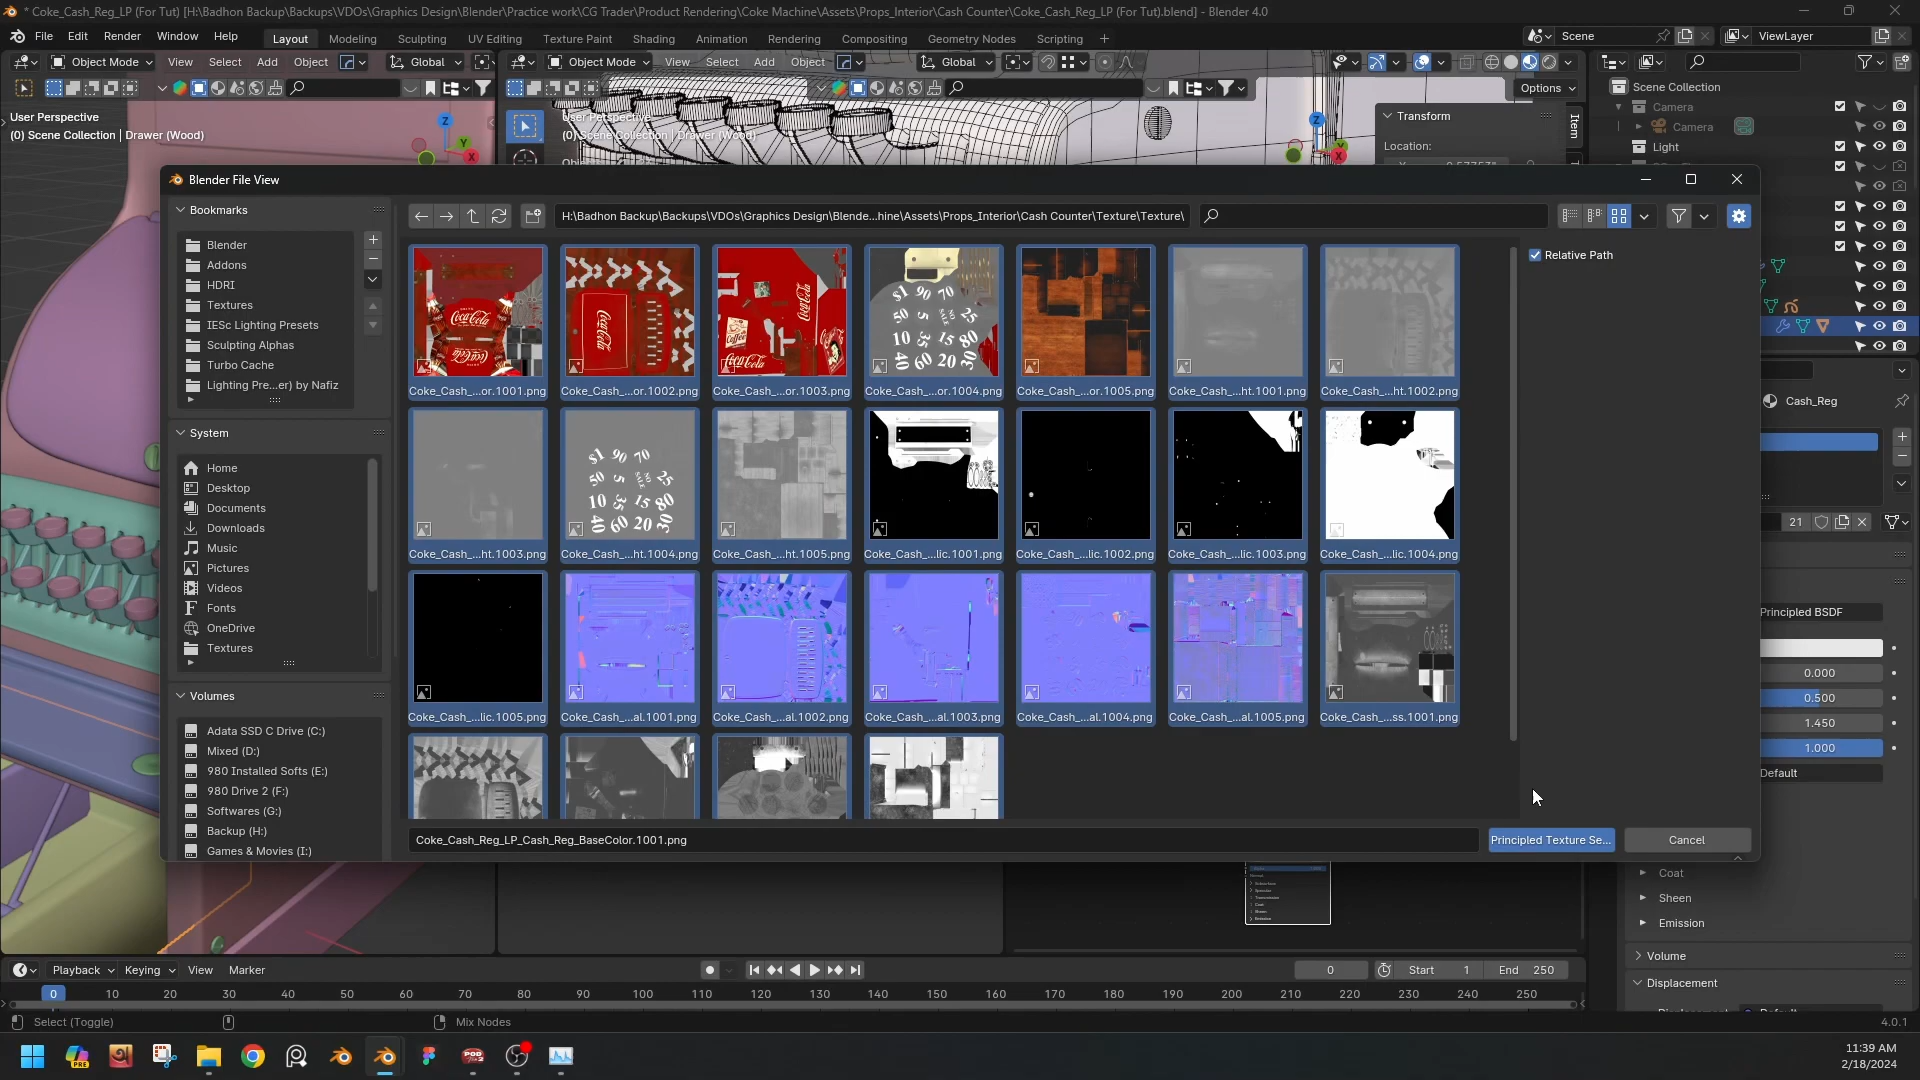 * Coke_Cash_Reg_LP (For Tut) [H:\Badhon Backup\Backups\VDOs\Graphics Design\Blender\Practice work\CG Trader\Product Rendering\Coke Machine\Assets\Props_Interior\Cash Counter\Coke_Cash_Reg_LP (For Tut).blend] - Blender 4.0
File Edit Render Window Help
Layout Modeling Sculpting UV Editing Texture Paint Shading Animation Rendering Compositing Geometry Nodes Scripting +
Scene ViewLayer
Object Mode View Select Add Object Global
Object Mode View Select Add Object Global
Options
User Perspective
(0) Scene Collection | Drawer (Wood)
User Perspective
(0) Scene Collection | Drawer (Wood)
Transform
Location:
Item
Scene Collection
Camera
Camera
Light
Blender File View
Bookmarks
Blender
Addons
HDRI
Textures
IESc Lighting Presets
Sculpting Alphas
Turbo Cache
Lighting Pre...er) by Nafiz
System
Home
Desktop
Documents
Downloads
Music
Pictures
Videos
Fonts
OneDrive
Textures
Volumes
Adata SSD C Drive (C:)
Mixed (D:)
980 Installed Softs (E:)
980 Drive 2 (F:)
Softwares (G:)
Backup (H:)
Games & Movies (I:)
H:\Badhon Backup\Backups\VDOs\Graphics Design\Blende...hine\Assets\Props_Interior\Cash Counter\Texture\Texture\
Relative Path
Coke_Cash_...or.1001.png
Coke_Cash_...or.1002.png
Coke_Cash_...or.1003.png
Coke_Cash_...or.1004.png
Coke_Cash_...or.1005.png
Coke_Cash_...ht.1001.png
Coke_Cash_...ht.1002.png
Coke_Cash_...ht.1003.png
Coke_Cash_...ht.1004.png
Coke_Cash_...ht.1005.png
Coke_Cash_...lic.1001.png
Coke_Cash_...lic.1002.png
Coke_Cash_...lic.1003.png
Coke_Cash_...lic.1004.png
Coke_Cash_...lic.1005.png
Coke_Cash_...al.1001.png
Coke_Cash_...al.1002.png
Coke_Cash_...al.1003.png
Coke_Cash_...al.1004.png
Coke_Cash_...al.1005.png
Coke_Cash_...ss.1001.png
Coke_Cash_Reg_LP_Cash_Reg_BaseColor.1001.png
Principled Texture Se...
Cancel
Cash_Reg
21
Principled BSDF
0.000
0.500
1.450
1.000
Default
Coat
Sheen
Emission
Volume
Displacement
Playback Keying View Marker
0 Start 1 End 250
0 10 20 30 40 50 60 70 80 90 100 110 120 130 140 150 160 170 180 190 200 210 220 230 240 250
Select (Toggle)
Mix Nodes
4.0.1
11:39 AM
2/18/2024